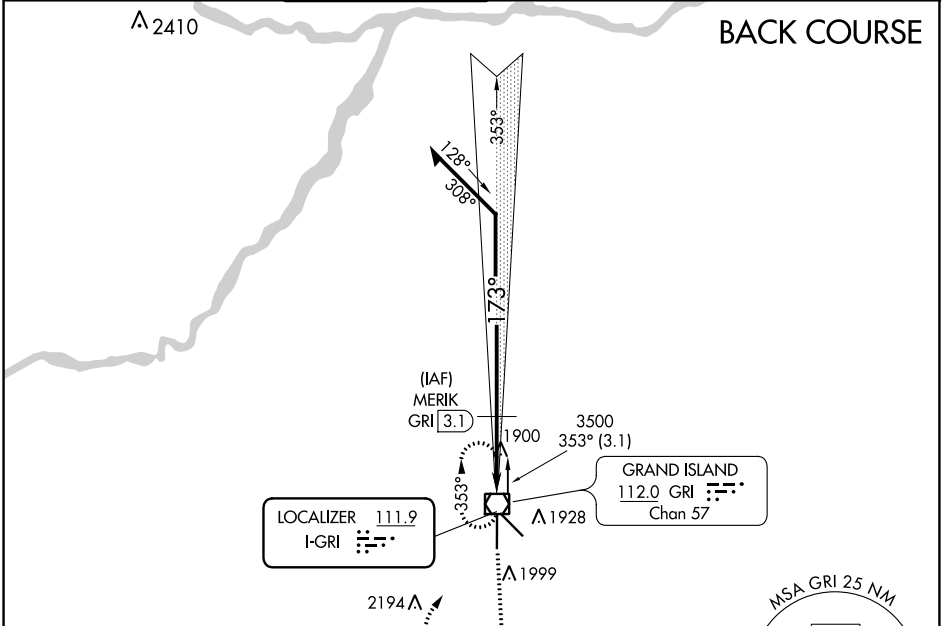 2410
BACK COURSE
353°
128°
308°
173°
(IAF)
MERIK
GRI 3.1
1900
3500
353° (3.1)
353°
GRAND ISLAND
112.0 GRI
Chan 57
LOCALIZER 111.9
I-GRI
1928
1999
2194
MSA GRI 25 NM